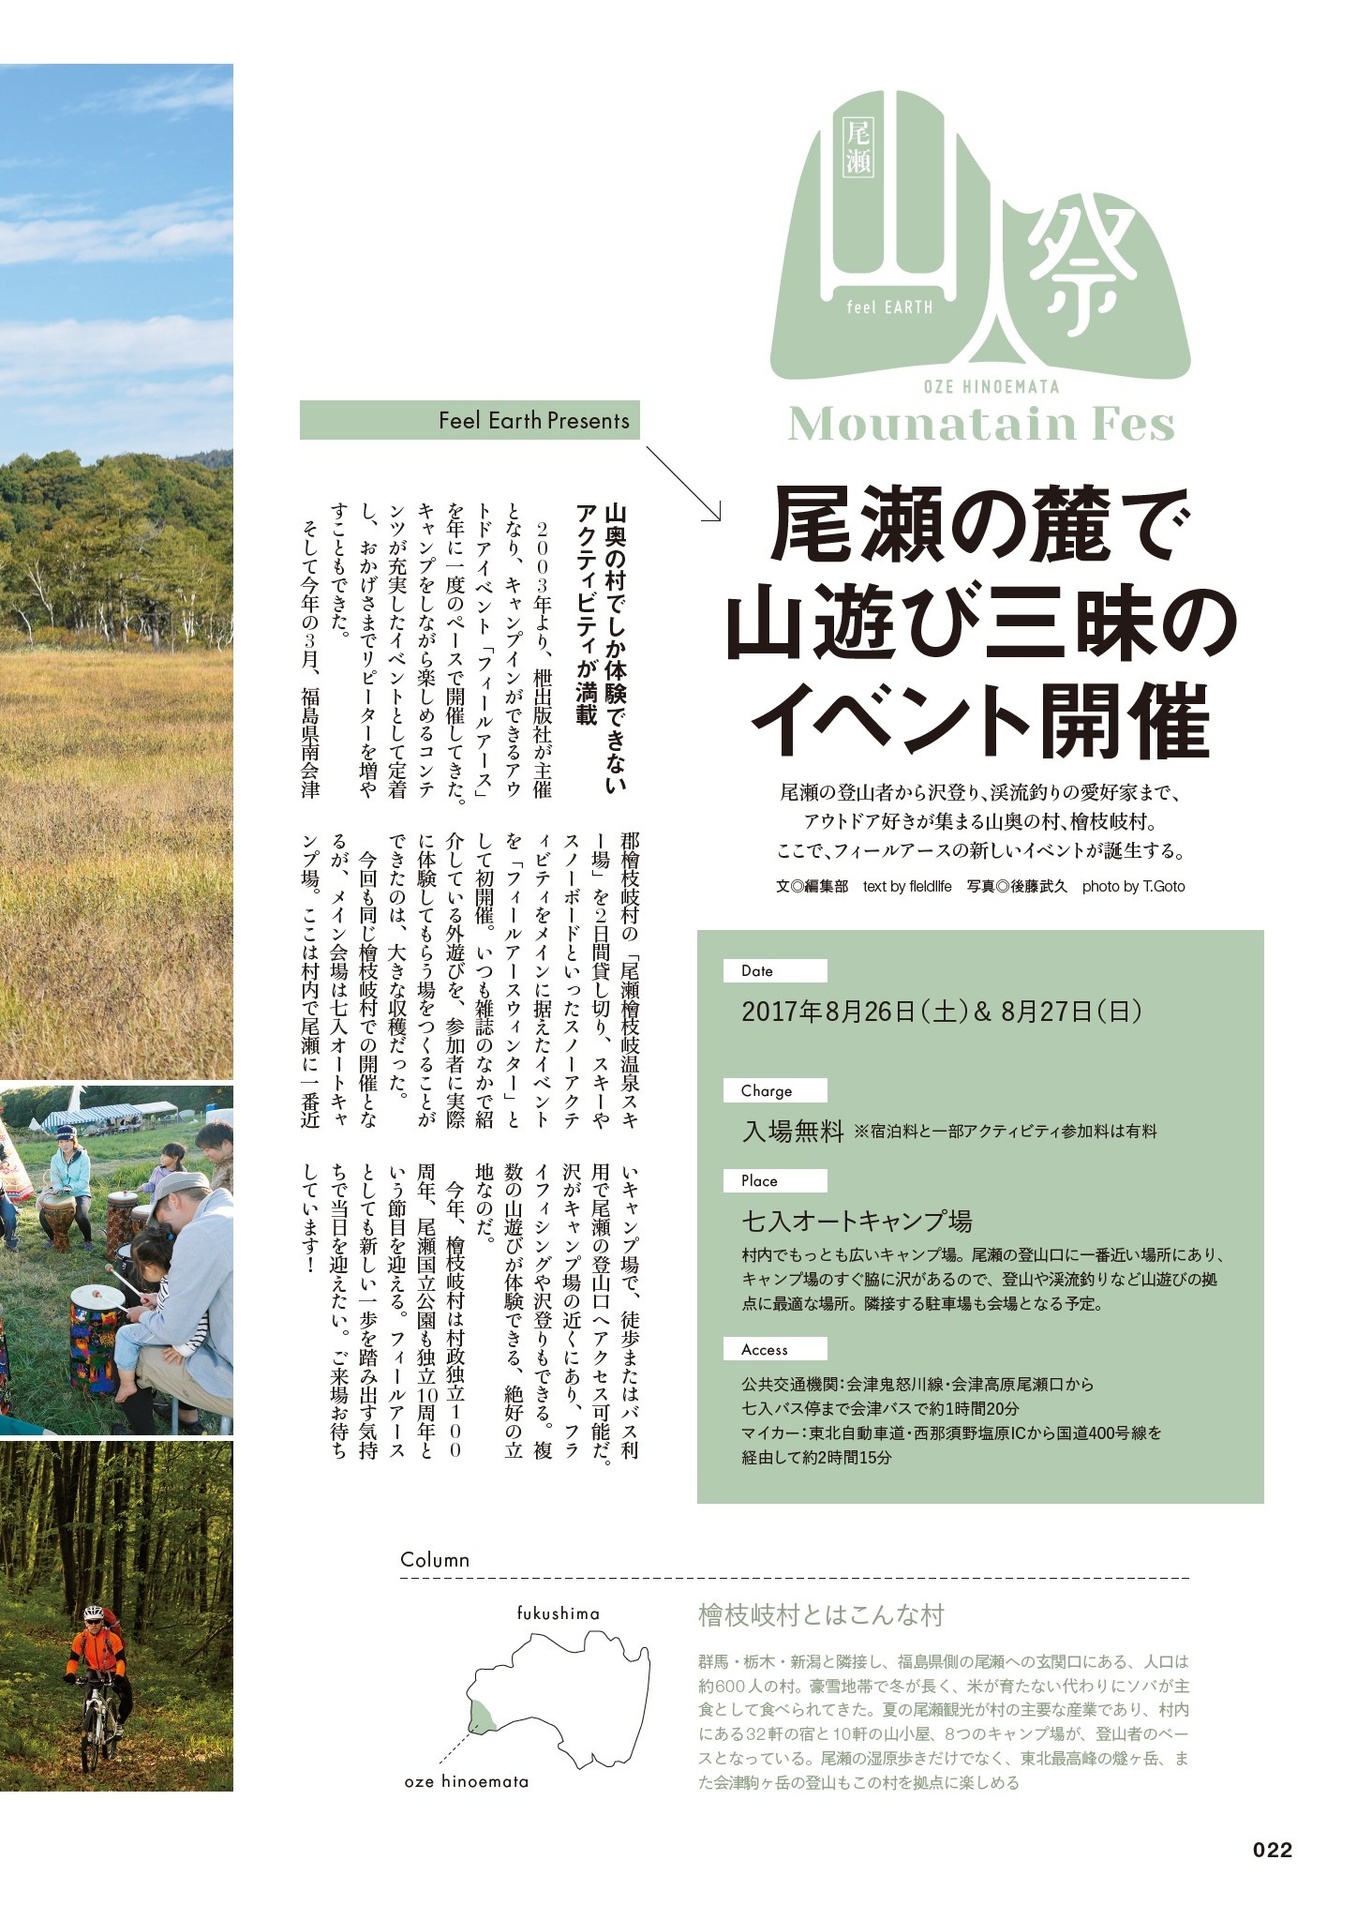 尾瀬
山人祭
feel EARTH
OZE HINOEMATA
Mounatain Fes
Feel Earth Presents
尾瀬の麓で
山遊び三昧の
イベント開催
尾瀬の登山者から沢登り、渓流釣りの愛好家まで、
アウトドア好きが集まる山奥の村、檜枝岐村。
ここで、フィールアースの新しいイベントが誕生する。
文◎編集部　text by fieldlife　写真◎後藤武久　photo by T.Goto
山奥の村でしか体験できない
アクティビティが満載
２００３年より、枻出版社が主催
となり、キャンプインができるアウ
トドアイベント「フィールアース」
を年に一度のペースで開催してきた。
キャンプをしながら楽しめるコンテ
ンツが充実したイベントとして定着
し、おかげさまでリピーターを増や
すこともできた。
そして今年の3月、福島県南会津
郡檜枝岐村の「尾瀬檜枝岐温泉スキ
ー場」を2日間貸し切り、スキーや
スノーボードといったスノーアクテ
ィビティをメインに据えたイベント
を「フィールアースウィンター」と
して初開催。いつも雑誌のなかで紹
介している外遊びを、参加者に実際
に体験してもらう場をつくることが
できたのは、大きな収穫だった。
今回も同じ檜枝岐村での開催とな
るが、メイン会場は七入オートキャ
ンプ場。ここは村内で尾瀬に一番近
いキャンプ場で、徒歩またはバス利
用で尾瀬の登山口へアクセス可能だ。
沢がキャンプ場の近くにあり、フラ
イフィシングや沢登りもできる。複
数の山遊びが体験できる、絶好の立
地なのだ。
今年、檜枝岐村は村政独立１００
周年、尾瀬国立公園も独立10周年と
いう節目を迎える。フィールアース
としても新しい一歩を踏み出す気持
ちで当日を迎えたい。ご来場お待ち
しています！
Date
2017年8月26日（土）& 8月27日（日）
Charge
入場無料 ※宿泊料と一部アクティビティ参加料は有料
Place
七入オートキャンプ場
村内でもっとも広いキャンプ場。尾瀬の登山口に一番近い場所にあり、
キャンプ場のすぐ脇に沢があるので、登山や渓流釣りなど山遊びの拠
点に最適な場所。隣接する駐車場も会場となる予定。
Access
公共交通機関：会津鬼怒川線・会津高原尾瀬口から
七入バス停まで会津バスで約1時間20分
マイカー：東北自動車道・西那須野塩原ICから国道400号線を
経由して約2時間15分
Column
fukushima
oze hinoemata
檜枝岐村とはこんな村
群馬・栃木・新潟と隣接し、福島県側の尾瀬への玄関口にある、人口は
約600人の村。豪雪地帯で冬が長く、米が育たない代わりにソバが主
食として食べられてきた。夏の尾瀬観光が村の主要な産業であり、村内
にある32軒の宿と10軒の山小屋、8つのキャンプ場が、登山者のベー
スとなっている。尾瀬の湿原歩きだけでなく、東北最高峰の燧ヶ岳、ま
た会津駒ヶ岳の登山もこの村を拠点に楽しめる
022